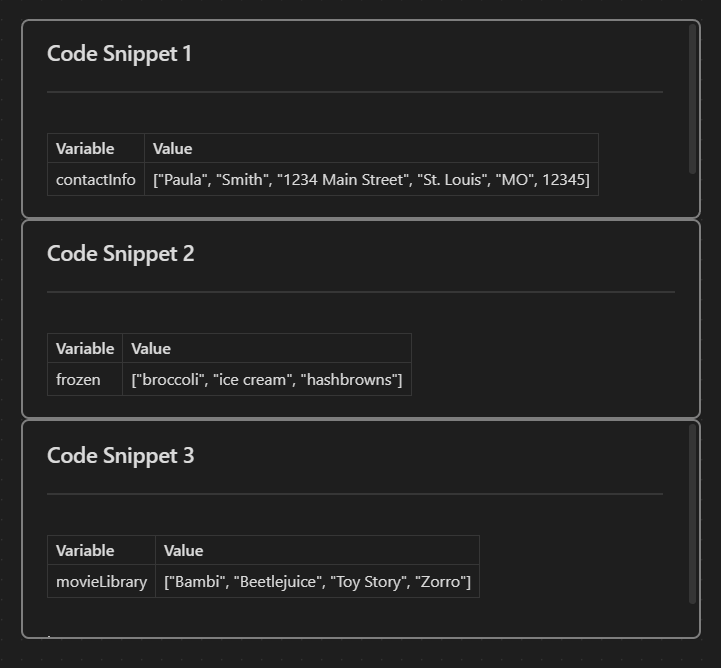 Code Snippet 1
Variable Value
contactInfo ["Paula", "Smith", "1234 Main Street", "St. Louis", "MO", 12345]
Code Snippet 2
Variable Value
frozen ["broccoli", "ice cream", "hashbrowns"]
Code Snippet 3
Variable Value
movieLibrary ["Bambi", "Beetlejuice", "Toy Story", "Zorro"]